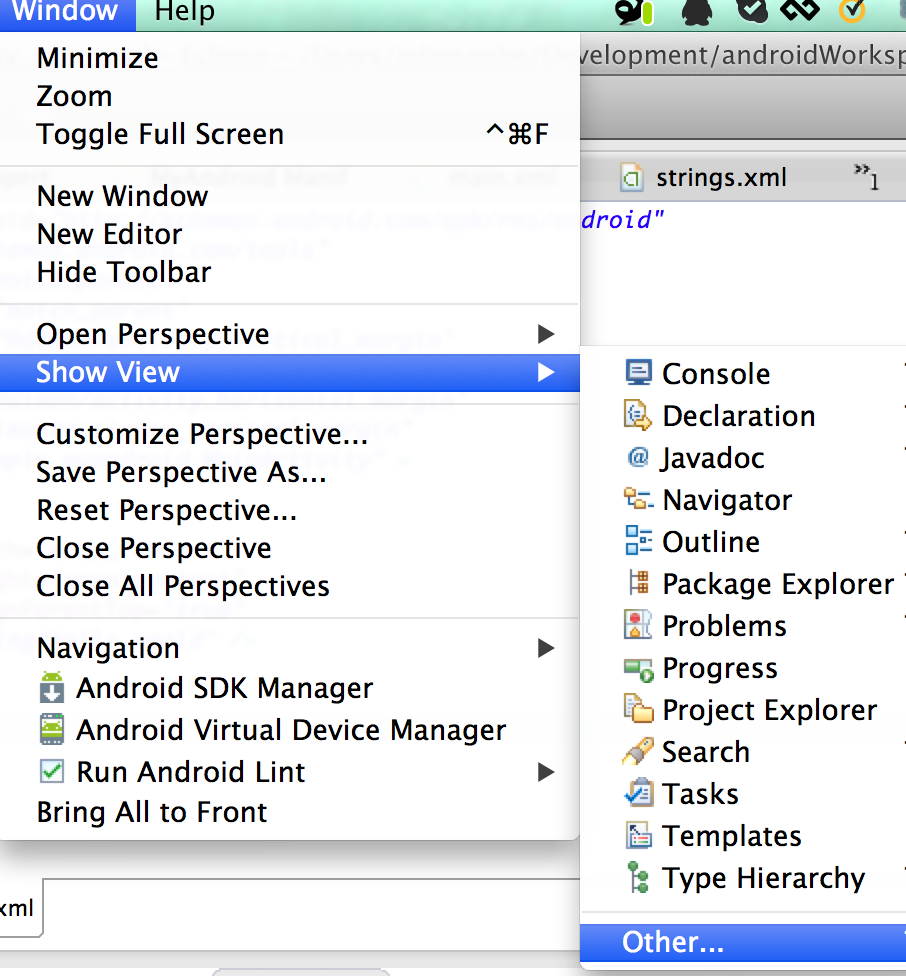 Window Help
velopment/androidWorksp
Minimize
Zoom
Toggle Full Screen ^⌘F
strings.xml »1
New Window
droid"
New Editor
Hide Toolbar
Open Perspective ▶
Show View ▶
Customize Perspective...
Save Perspective As...
Reset Perspective...
Close Perspective
Close All Perspectives
Navigation ▶
Android SDK Manager
Android Virtual Device Manager
Run Android Lint ▶
Bring All to Front
Console
Declaration
@ Javadoc
Navigator
Outline
Package Explorer
Problems
Progress
Project Explorer
Search
Tasks
Templates
Type Hierarchy
Other...
xml